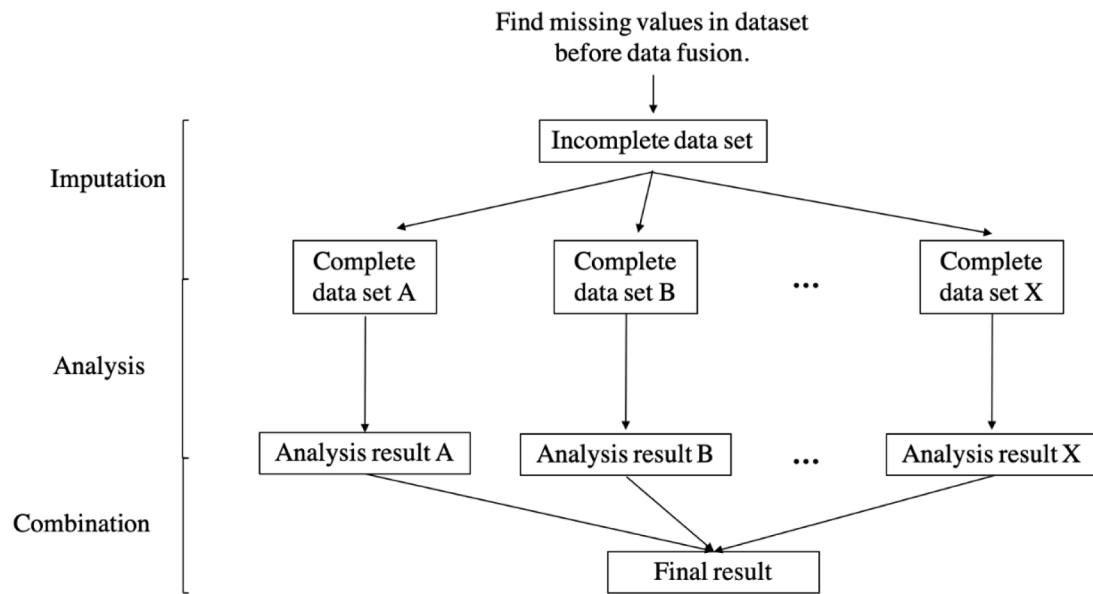 Find missing values in dataset
before data fusion.
Incomplete data set
Imputation
Complete
data set A
Complete
data set B
...
Complete
data set X
Analysis
Analysis result A
Analysis result B
...
Analysis result X
Combination
Final result